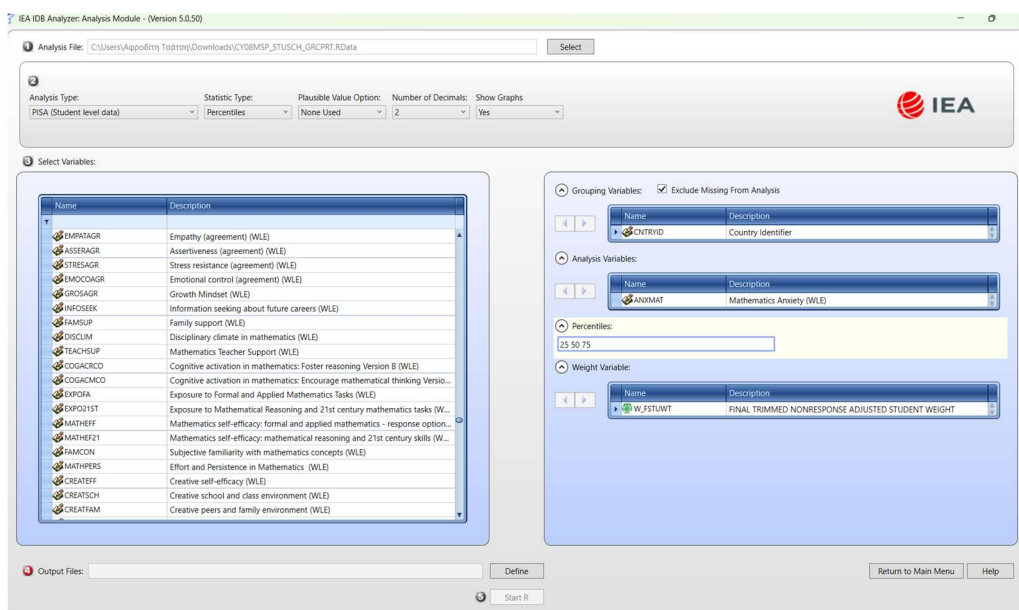 IEA IDB Analyzer: Analysis Module - (Version 5.0.50)
1 Analysis File: C:\Users\Αφροδίτη Τσάτση\Downloads\CY08MSP_STUSCH_GRCPRT.RData Select
2
Analysis Type: Statistic Type: Plausible Value Option: Number of Decimals: Show Graphs
PISA (Student level data) Percentiles None Used 2 Yes
IEA
3 Select Variables:
Grouping Variables: Exclude Missing From Analysis
Name Description
CNTRYID Country Identifier
Analysis Variables:
Name Description
ANXMAT Mathematics Anxiety (WLE)
Percentiles:
25 50 75
Weight Variable:
Name Description
W_FSTUWT FINAL TRIMMED NONRESPONSE ADJUSTED STUDENT WEIGHT
Name Description
EMPATAGR Empathy (agreement) (WLE)
ASSERAGR Assertiveness (agreement) (WLE)
STRESAGR Stress resistance (agreement) (WLE)
EMOCOAGR Emotional control (agreement) (WLE)
GROSAGR Growth Mindset (WLE)
INFOSEEK Information seeking about future careers (WLE)
FAMSUP Family support (WLE)
DISCLIM Disciplinary climate in mathematics (WLE)
TEACHSUP Mathematics Teacher Support (WLE)
COGACRCO Cognitive activation in mathematics: Foster reasoning Version B (WLE)
COGACMCO Cognitive activation in mathematics: Encourage mathematical thinking Versio...
EXPOFA Exposure to Formal and Applied Mathematics Tasks (WLE)
EXPO21ST Exposure to Mathematical Reasoning and 21st century mathematics tasks (W...
MATHEFF Mathematics self-efficacy: formal and applied mathematics - response option...
MATHEF21 Mathematics self-efficacy: mathematical reasoning and 21st century skills (W...
FAMCON Subjective familiarity with mathematics concepts (WLE)
MATHPERS Effort and Persistence in Mathematics (WLE)
CREATEFF Creative self-efficacy (WLE)
CREATSCH Creative school and class environment (WLE)
CREATFAM Creative peers and family environment (WLE)
4 Output Files: Define Return to Main Menu Help
5 Start R